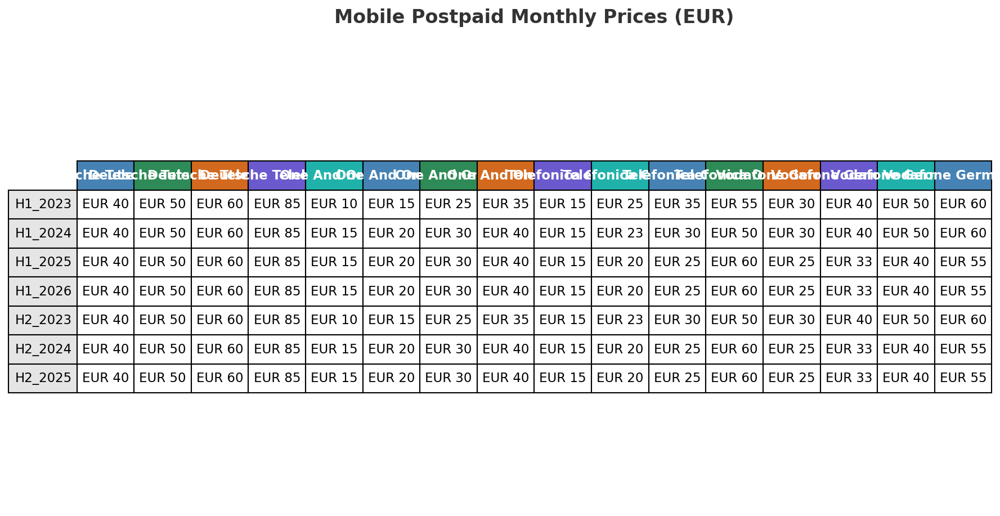 Mobile Postpaid Monthly Prices (EUR)
H1_2023 EUR 40 EUR 50 EUR 60 EUR 85 EUR 10 EUR 15 EUR 25 EUR 35 EUR 15 EUR 25 EUR 35 EUR 55 EUR 30 EUR 40 EUR 50 EUR 60
H1_2024 EUR 40 EUR 50 EUR 60 EUR 85 EUR 15 EUR 20 EUR 30 EUR 40 EUR 15 EUR 23 EUR 30 EUR 50 EUR 30 EUR 40 EUR 50 EUR 60
H1_2025 EUR 40 EUR 50 EUR 60 EUR 85 EUR 15 EUR 20 EUR 30 EUR 40 EUR 15 EUR 20 EUR 25 EUR 60 EUR 25 EUR 33 EUR 40 EUR 55
H1_2026 EUR 40 EUR 50 EUR 60 EUR 85 EUR 15 EUR 20 EUR 30 EUR 40 EUR 15 EUR 20 EUR 25 EUR 60 EUR 25 EUR 33 EUR 40 EUR 55
H2_2023 EUR 40 EUR 50 EUR 60 EUR 85 EUR 10 EUR 15 EUR 25 EUR 35 EUR 15 EUR 23 EUR 30 EUR 50 EUR 30 EUR 40 EUR 50 EUR 60
H2_2024 EUR 40 EUR 50 EUR 60 EUR 85 EUR 15 EUR 20 EUR 30 EUR 40 EUR 15 EUR 20 EUR 25 EUR 60 EUR 25 EUR 33 EUR 40 EUR 55
H2_2025 EUR 40 EUR 50 EUR 60 EUR 85 EUR 15 EUR 20 EUR 30 EUR 40 EUR 15 EUR 20 EUR 25 EUR 60 EUR 25 EUR 33 EUR 40 EUR 55